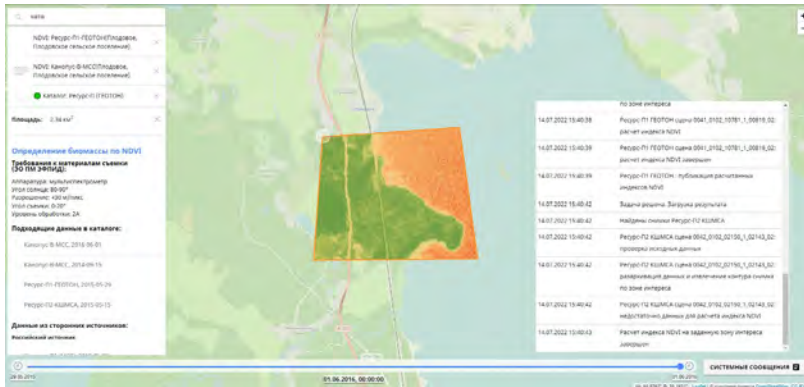 чата
NDVI: Ресурс-П1-ГЕОТОН(Плодовое,
Плодовское сельское поселение)
NDVI: Канопус-В-МСС(Плодовое,
Плодовское сельское поселение)
Каталог: Ресурс-П (ГЕОТОН)
Площадь: 2.94 км²
Определение биомассы по NDVI
Требования к материалам съемки
(ЭО ПМ ЭФПИД):
Аппаратура: мультиспектрометр
Угол солнца: 80-90°
Разрешение: <30 м/пикс.
Угол съемки: 0-20°
Уровень обработки: 2А
Подходящие данные в каталоге:
Канопус-В-МСС, 2016-06-01
Канопус-В-МСС, 2014-09-15
Ресурс-П1-ГЕОТОН, 2015-05-29
Ресурс-П2-КШМСА, 2015-05-15
Данные из сторонних источников:
Российский источник
по зоне интереса
14.07.2022 15:40:38 Ресурс-П1 ГЕОТОН сцена 0041_0102_10781_1_00816_02:
расчет индекса NDVI
14.07.2022 15:40:39 Ресурс-П1 ГЕОТОН сцена 0041_0102_10781_1_00816_02:
расчет индекса NDVI завершен
14.07.2022 15:40:39 Ресурс-П1 ГЕОТОН : публикация расчитанных
индексов NDVI
14.07.2022 15:40:42 Задача решена. Загрузка результата
14.07.2022 15:40:42 Найдены снимки Ресурс-П2 КШМСА
14.07.2022 15:40:42 Ресурс-П2 КШМСА сцена 0042_0102_02150_1_02143_02:
проверка исходных данных
14.07.2022 15:40:42 Ресурс-П2 КШМСА сцена 0042_0102_02150_1_02143_02:
разархивация данных и извлечение контура снимка
по зоне интереса
14.07.2022 15:40:42 Ресурс-П2 КШМСА сцена 0042_0102_02150_1_02143_02:
недостаточно данных для расчета индекса NDVI
14.07.2022 15:40:43 Расчет индекса NDVI на заданную зону интереса
завершен
01.06.2016, 00:00:00
СИСТЕМНЫЕ СООБЩЕНИЯ